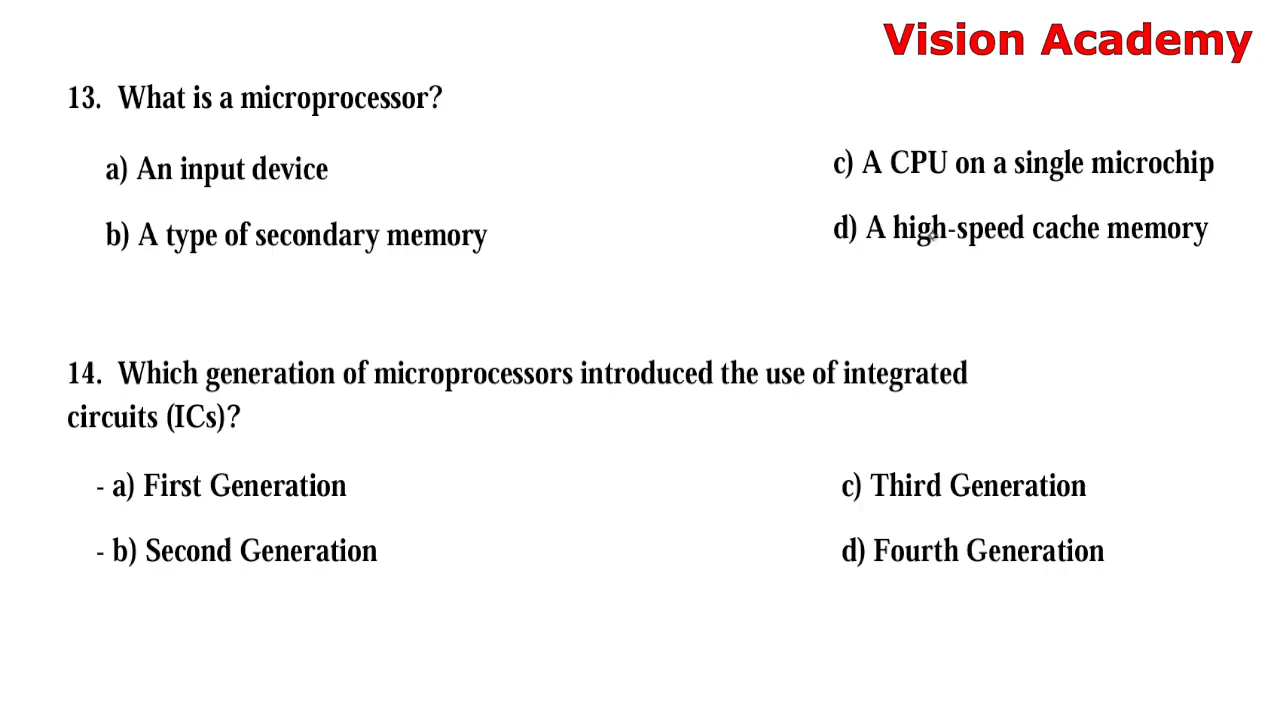 Vision Academy
13. What is a microprocessor?
a) An input device
b) A type of secondary memory
c) A CPU on a single microchip
d) A high-speed cache memory
14. Which generation of microprocessors introduced the use of integrated
circuits (ICs)?
- a) First Generation
- b) Second Generation
c) Third Generation
d) Fourth Generation